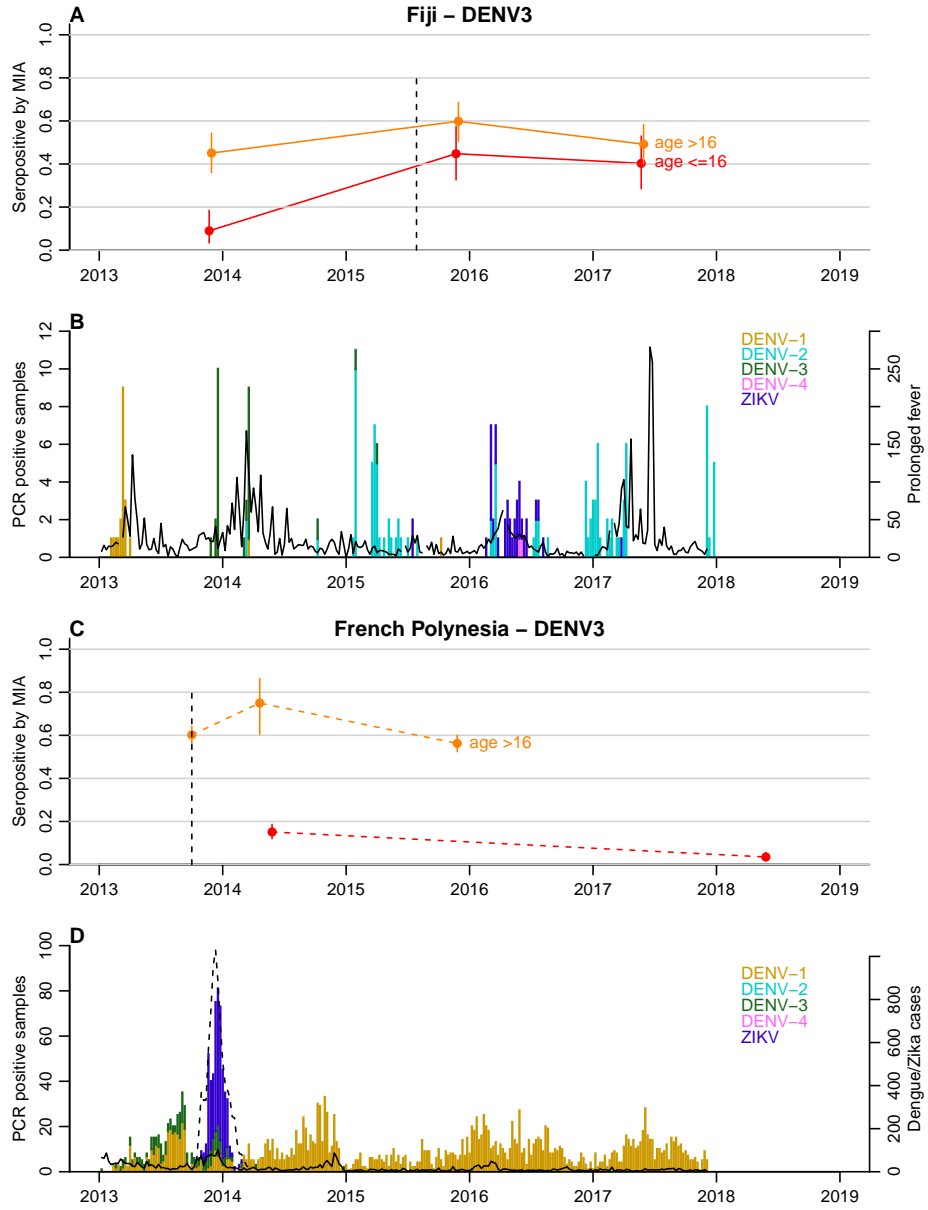 A
Fiji – DENV3
Seropositive by MIA
0.0 0.2 0.4 0.6 0.8 1.0
age >16
age <=16
2013 2014 2015 2016 2017 2018 2019
B
PCR positive samples
0 2 4 6 8 10 12
DENV−1
DENV−2
DENV−3
DENV−4
ZIKV
0 50 150 250
Prolonged fever
2013 2014 2015 2016 2017 2018 2019
C
French Polynesia – DENV3
Seropositive by MIA
0.0 0.2 0.4 0.6 0.8 1.0
age >16
2013 2014 2015 2016 2017 2018 2019
D
PCR positive samples
0 20 40 60 80 100
DENV−1
DENV−2
DENV−3
DENV−4
ZIKV
0 200 400 600 800
Dengue/Zika cases
2013 2014 2015 2016 2017 2018 2019